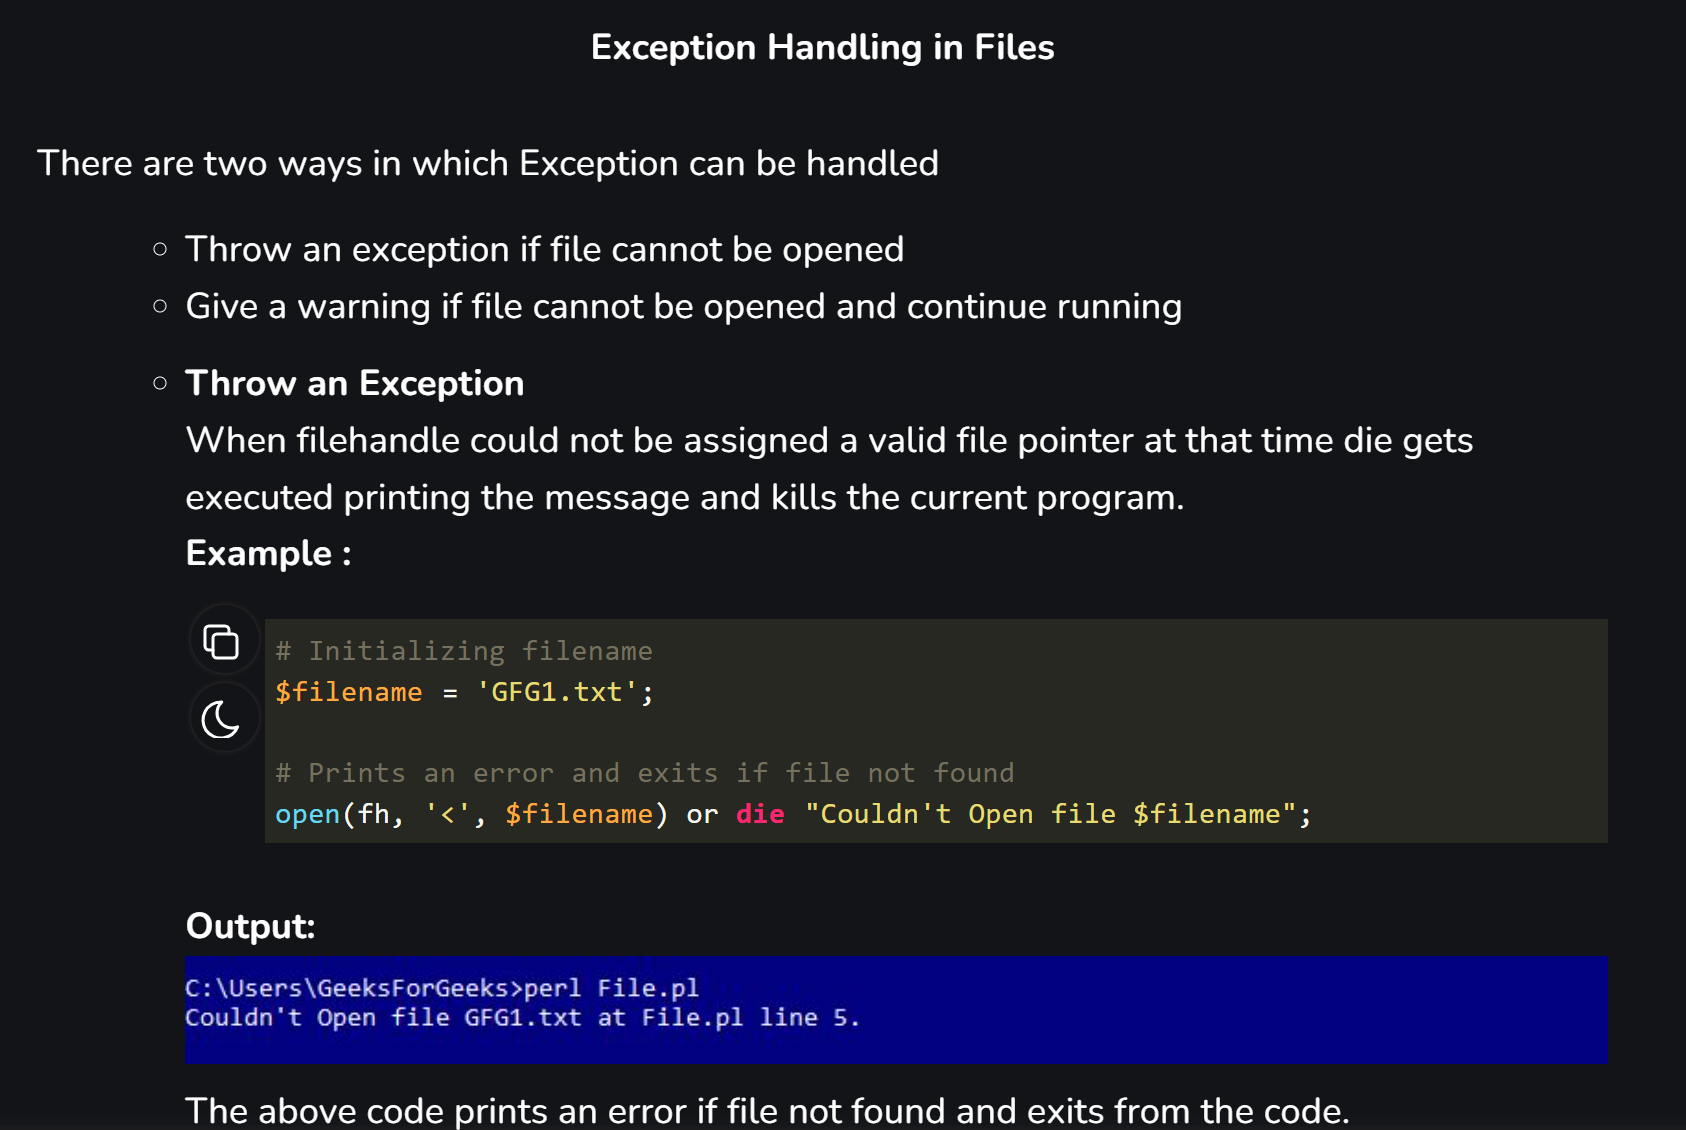 Exception Handling in Files
There are two ways in which Exception can be handled
Throw an exception if file cannot be opened
Give a warning if file cannot be opened and continue running
Throw an Exception
When filehandle could not be assigned a valid file pointer at that time die gets
executed printing the message and kills the current program.
Example :
# Initializing filename
$filename = 'GFG1.txt';
# Prints an error and exits if file not found
open(fh, '<', $filename) or die "Couldn't Open file $filename";
Output:
C:\Users\GeeksForGeeks>perl File.pl
Couldn't Open file GFG1.txt at File.pl line 5.
The above code prints an error if file not found and exits from the code.